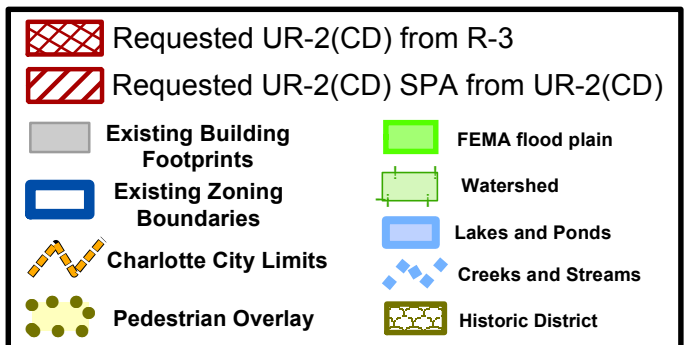 Requested UR-2(CD) from R-3
Requested UR-2(CD) SPA from UR-2(CD)
Existing Building
Footprints
Existing Zoning
Boundaries
Charlotte City Limits
Pedestrian Overlay
FEMA flood plain
Watershed
Lakes and Ponds
Creeks and Streams
Historic District